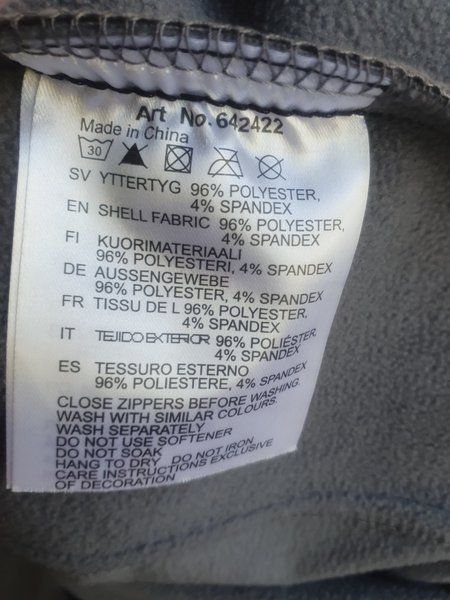 Art No. 642422
Made in China
30
SV YTTERTYG 96% POLYESTER,
4% SPANDEX
EN SHELL FABRIC 96% POLYESTER,
4% SPANDEX
FI KUORIMATERIAALI
96% POLYESTERI, 4% SPANDEX
DE AUSSENGEWEBE
96% POLYESTER, 4% SPANDEX
FR TISSU DE L 96% POLYESTER,
4% SPANDEX
IT TEJIDO EXTERIOR 96% POLIÉSTER,
4% SPANDEX
ES TESSURO ESTERNO
96% POLIESTERE, 4% SPANDEX
CLOSE ZIPPERS BEFORE WASHING.
WASH WITH SIMILAR COLOURS.
WASH SEPARATELY
DO NOT USE SOFTENER
DO NOT SOAK
HANG TO DRY DO NOT IRON
CARE INSTRUCTIONS EXCLUSIVE
OF DECORATION